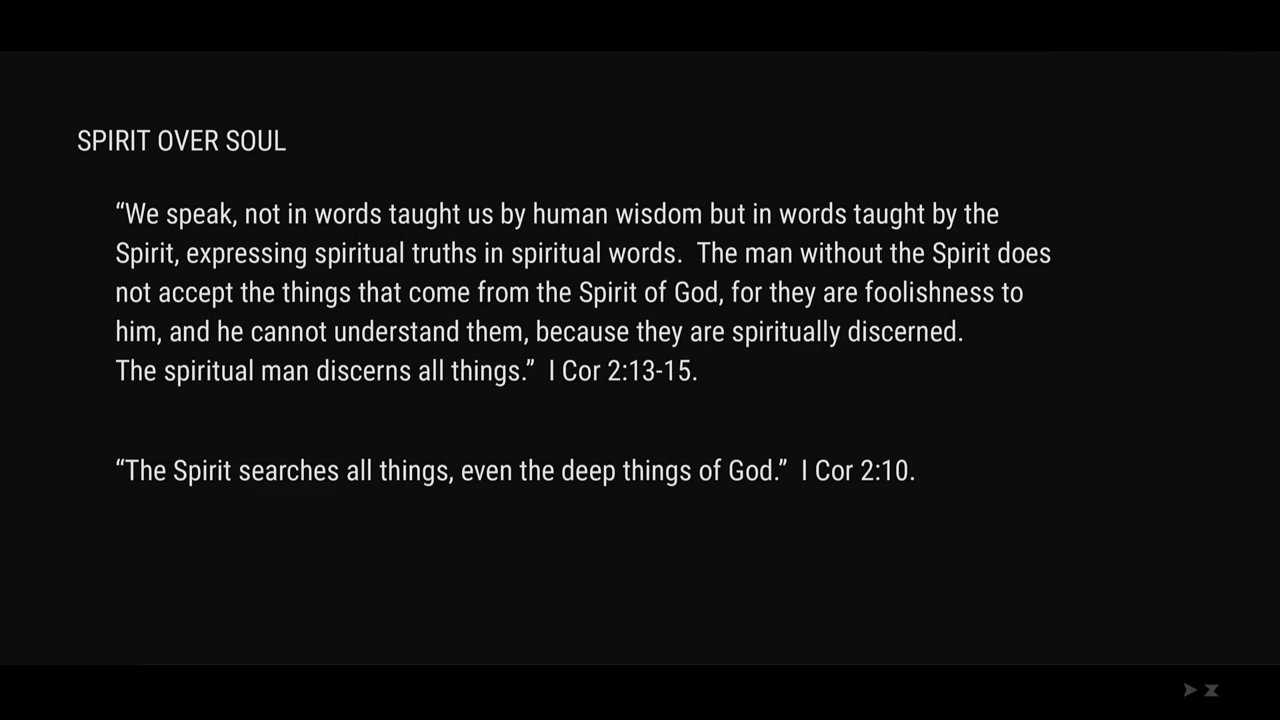 SPIRIT OVER SOUL
“We speak, not in words taught us by human wisdom but in words taught by the
Spirit, expressing spiritual truths in spiritual words.  The man without the Spirit does
not accept the things that come from the Spirit of God, for they are foolishness to
him, and he cannot understand them, because they are spiritually discerned.
The spiritual man discerns all things.”  I Cor 2:13-15.
“The Spirit searches all things, even the deep things of God.”  I Cor 2:10.